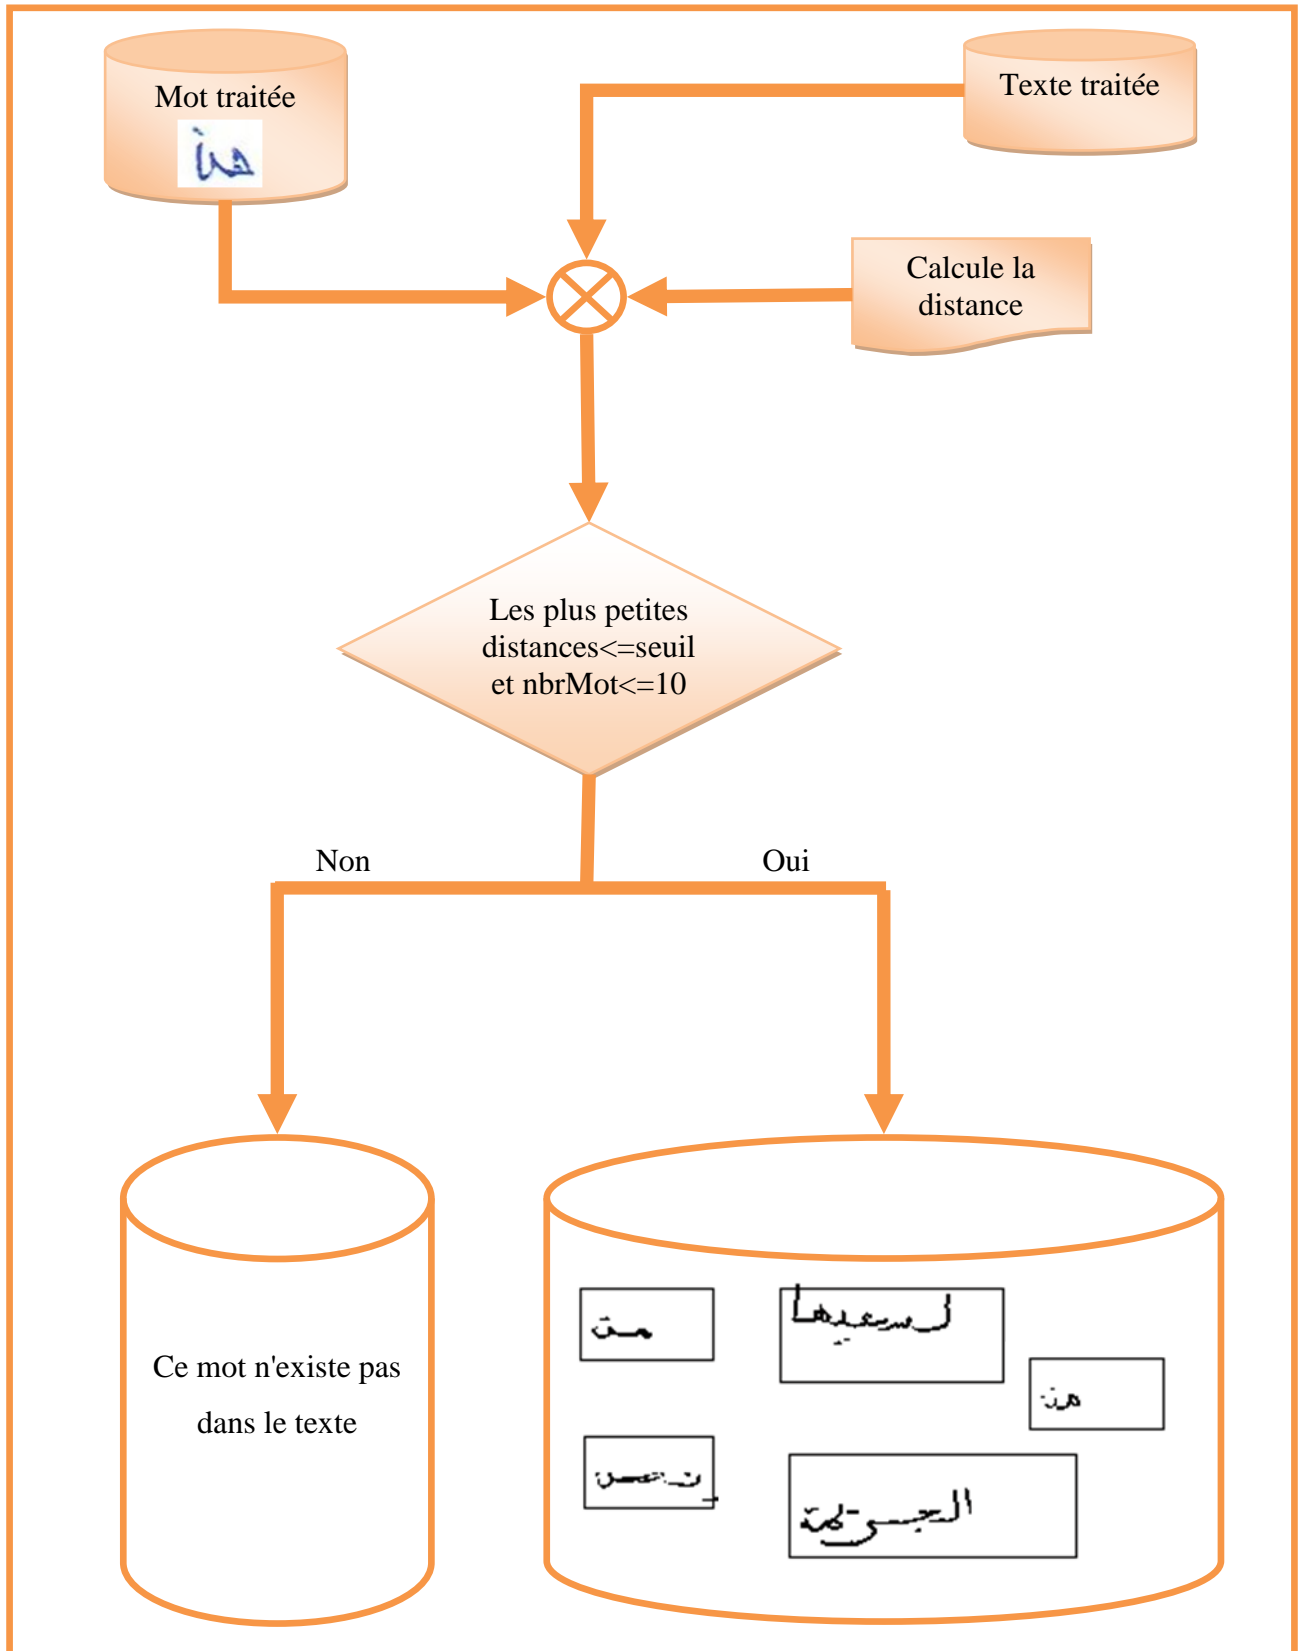 Mot traitée
هذا
Texte traitée
Calcule la
distance
Les plus petites
distances<=seuil
et nbrMot<=10
Non
Oui
Ce mot n'existe pas
dans le texte